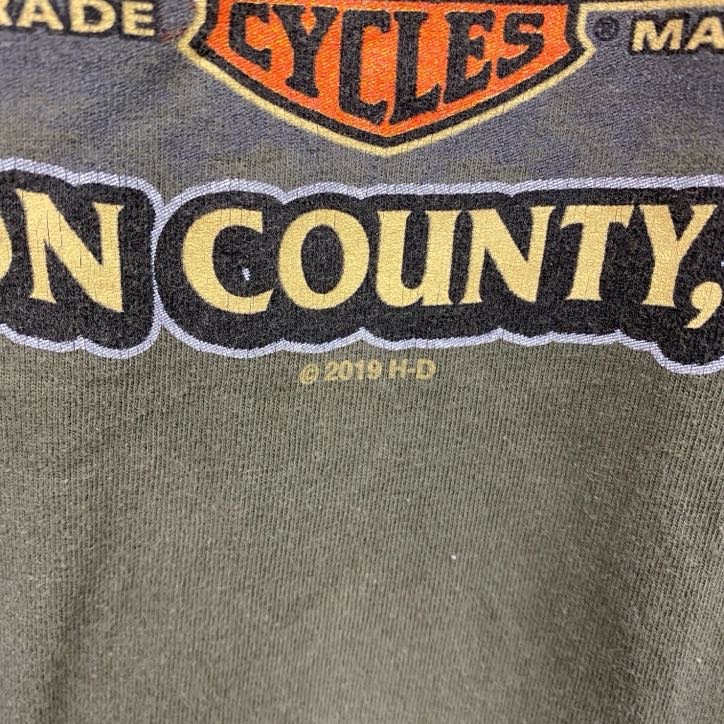 RADE CYCLES ® MA
ON COUNTY,
© 2019 H-D